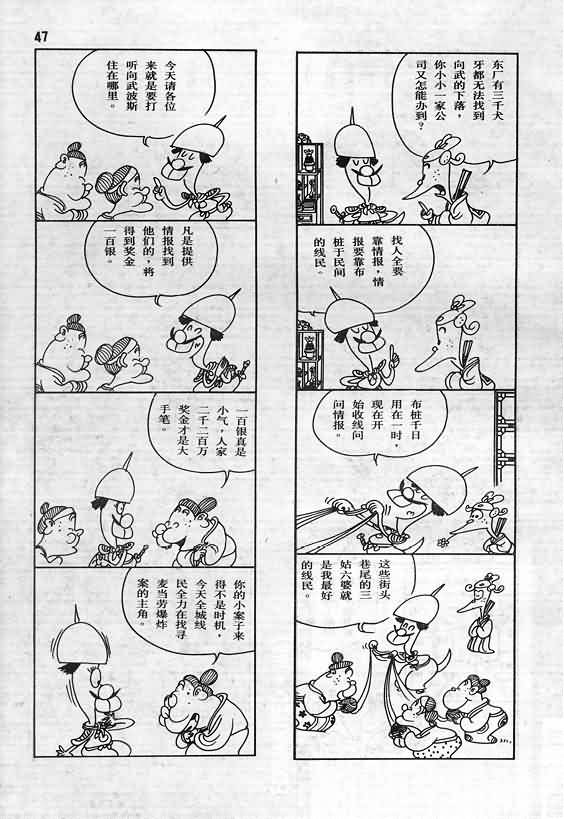 47
东厂有三千犬
牙都无法找到
向武的下落，
你小小一家公
司又怎能办到？
找人全要
靠情报，情
报要靠布
桩于民间
的线民。
布桩千日
用在一时，
现在开
始收线问
问情报。
这些街头
巷尾的三
姑六婆就
是我最好
的线民。
今天请各位
来就是要打
听向武波斯
住在哪里。
凡是提供
情报找到
他们的，将
得到奖金
一百银。
一百银真是
小气，人家
二千二百万
奖金才是大
手笔。
你的小案子来
得不是时机，
今天全城线
民全力在找寻
麦当劳爆炸
案的主角。